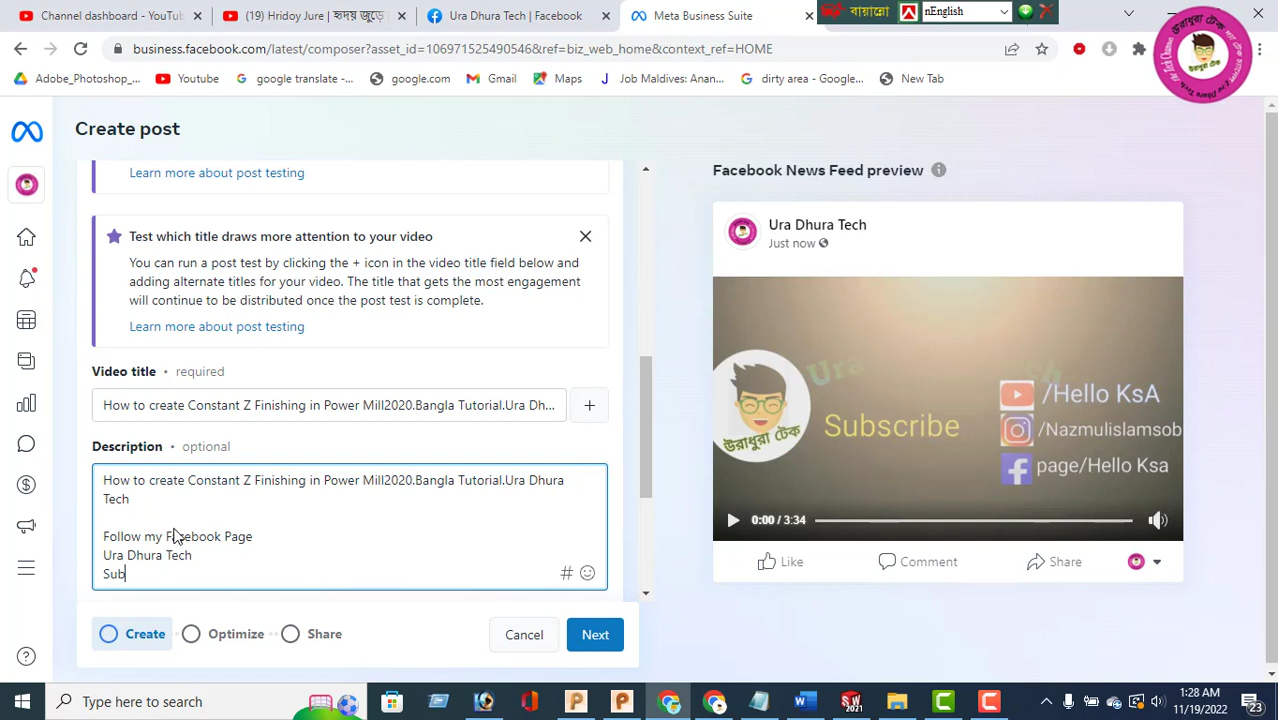 Channel dashboard
Ura Dhura Tech | Facebook
Meta Business Suite
nEnglish
business.facebook.com/latest/composer?asset_id=106971525490546&ref=biz_web_home&context_ref=HOME
Adobe_Photoshop_...
Youtube
google translate -...
google.com
Gmail
Maps
Job Maldives: Anan...
dirty area - Google...
New Tab
Create post
Learn more about post testing
Test which title draws more attention to your video
You can run a post test by clicking the + icon in the video title field below and
adding alternate titles for your video. The title that gets the most engagement
will continue to be distributed once the post test is complete.
Learn more about post testing
Video title • required
How to create Constant Z Finishing in Power Mill2020.Bangla Tutorial.Ura Dh...
Description • optional
How to create Constant Z Finishing in Power Mill2020.Bangla Tutorial.Ura Dhura
Tech
Follow my Facebook Page
Ura Dhura Tech
Sub
Create
Optimize
Share
Cancel
Next
Facebook News Feed preview
Ura Dhura Tech
Just now
উরাধুরা টেক
Subscribe
/Hello KsA
/Nazmulislamsob
page/Hello Ksa
0:00 / 3:34
Like
Comment
Share
Type here to search
SW
2021
1:28 AM
11/19/2022
23